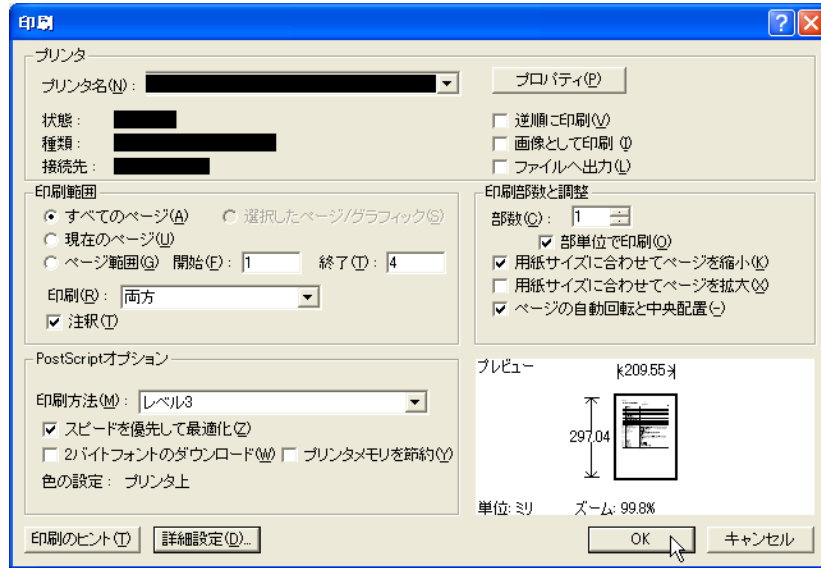 印刷
プリンタ
プリンタ名(N):
プロパティ(P)
状態:
種類:
接続先:
逆順に印刷(V)
画像として印刷(I)
ファイルへ出力(L)
印刷範囲
すべてのページ(A) 選択したページ/グラフィック(S)
現在のページ(U)
ページ範囲(G) 開始(F): 1 終了(T): 4
印刷(R): 両方
注釈(T)
印刷部数と調整
部数(C): 1
部単位で印刷(O)
用紙サイズに合わせてページを縮小(K)
用紙サイズに合わせてページを拡大(X)
ページの自動回転と中央配置(-)
PostScriptオプション
印刷方法(M): レベル3
スピードを優先して最適化(Z)
2バイトフォントのダウンロード(W) プリンタメモリを節約(Y)
色の設定: プリンタ上
プレビュー
209.55
297.04
単位: ミリ ズーム: 99.8%
印刷のヒント(T) 詳細設定(D)... OK キャンセル